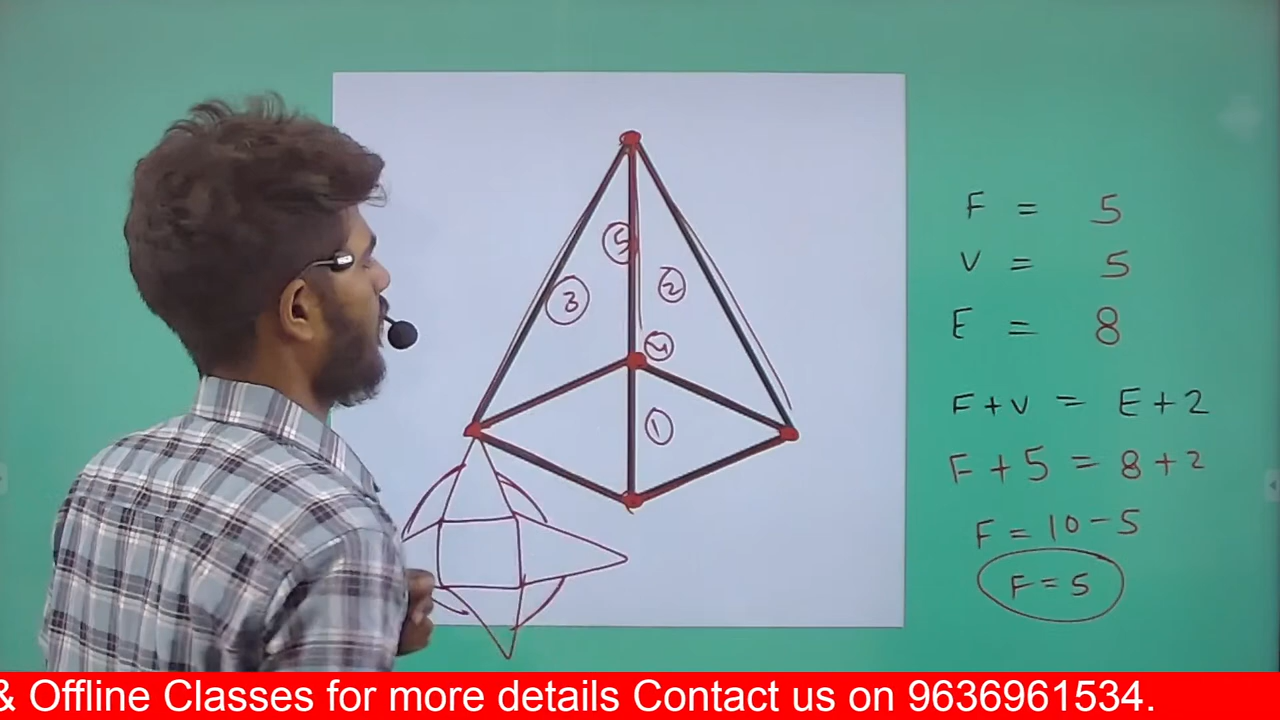 5
3
2
4
1
F = 5
V = 5
E = 8
F + V = E + 2
F + 5 = 8 + 2
F = 10 - 5
F = 5
& Offline Classes for more details Contact us on 9636961534.